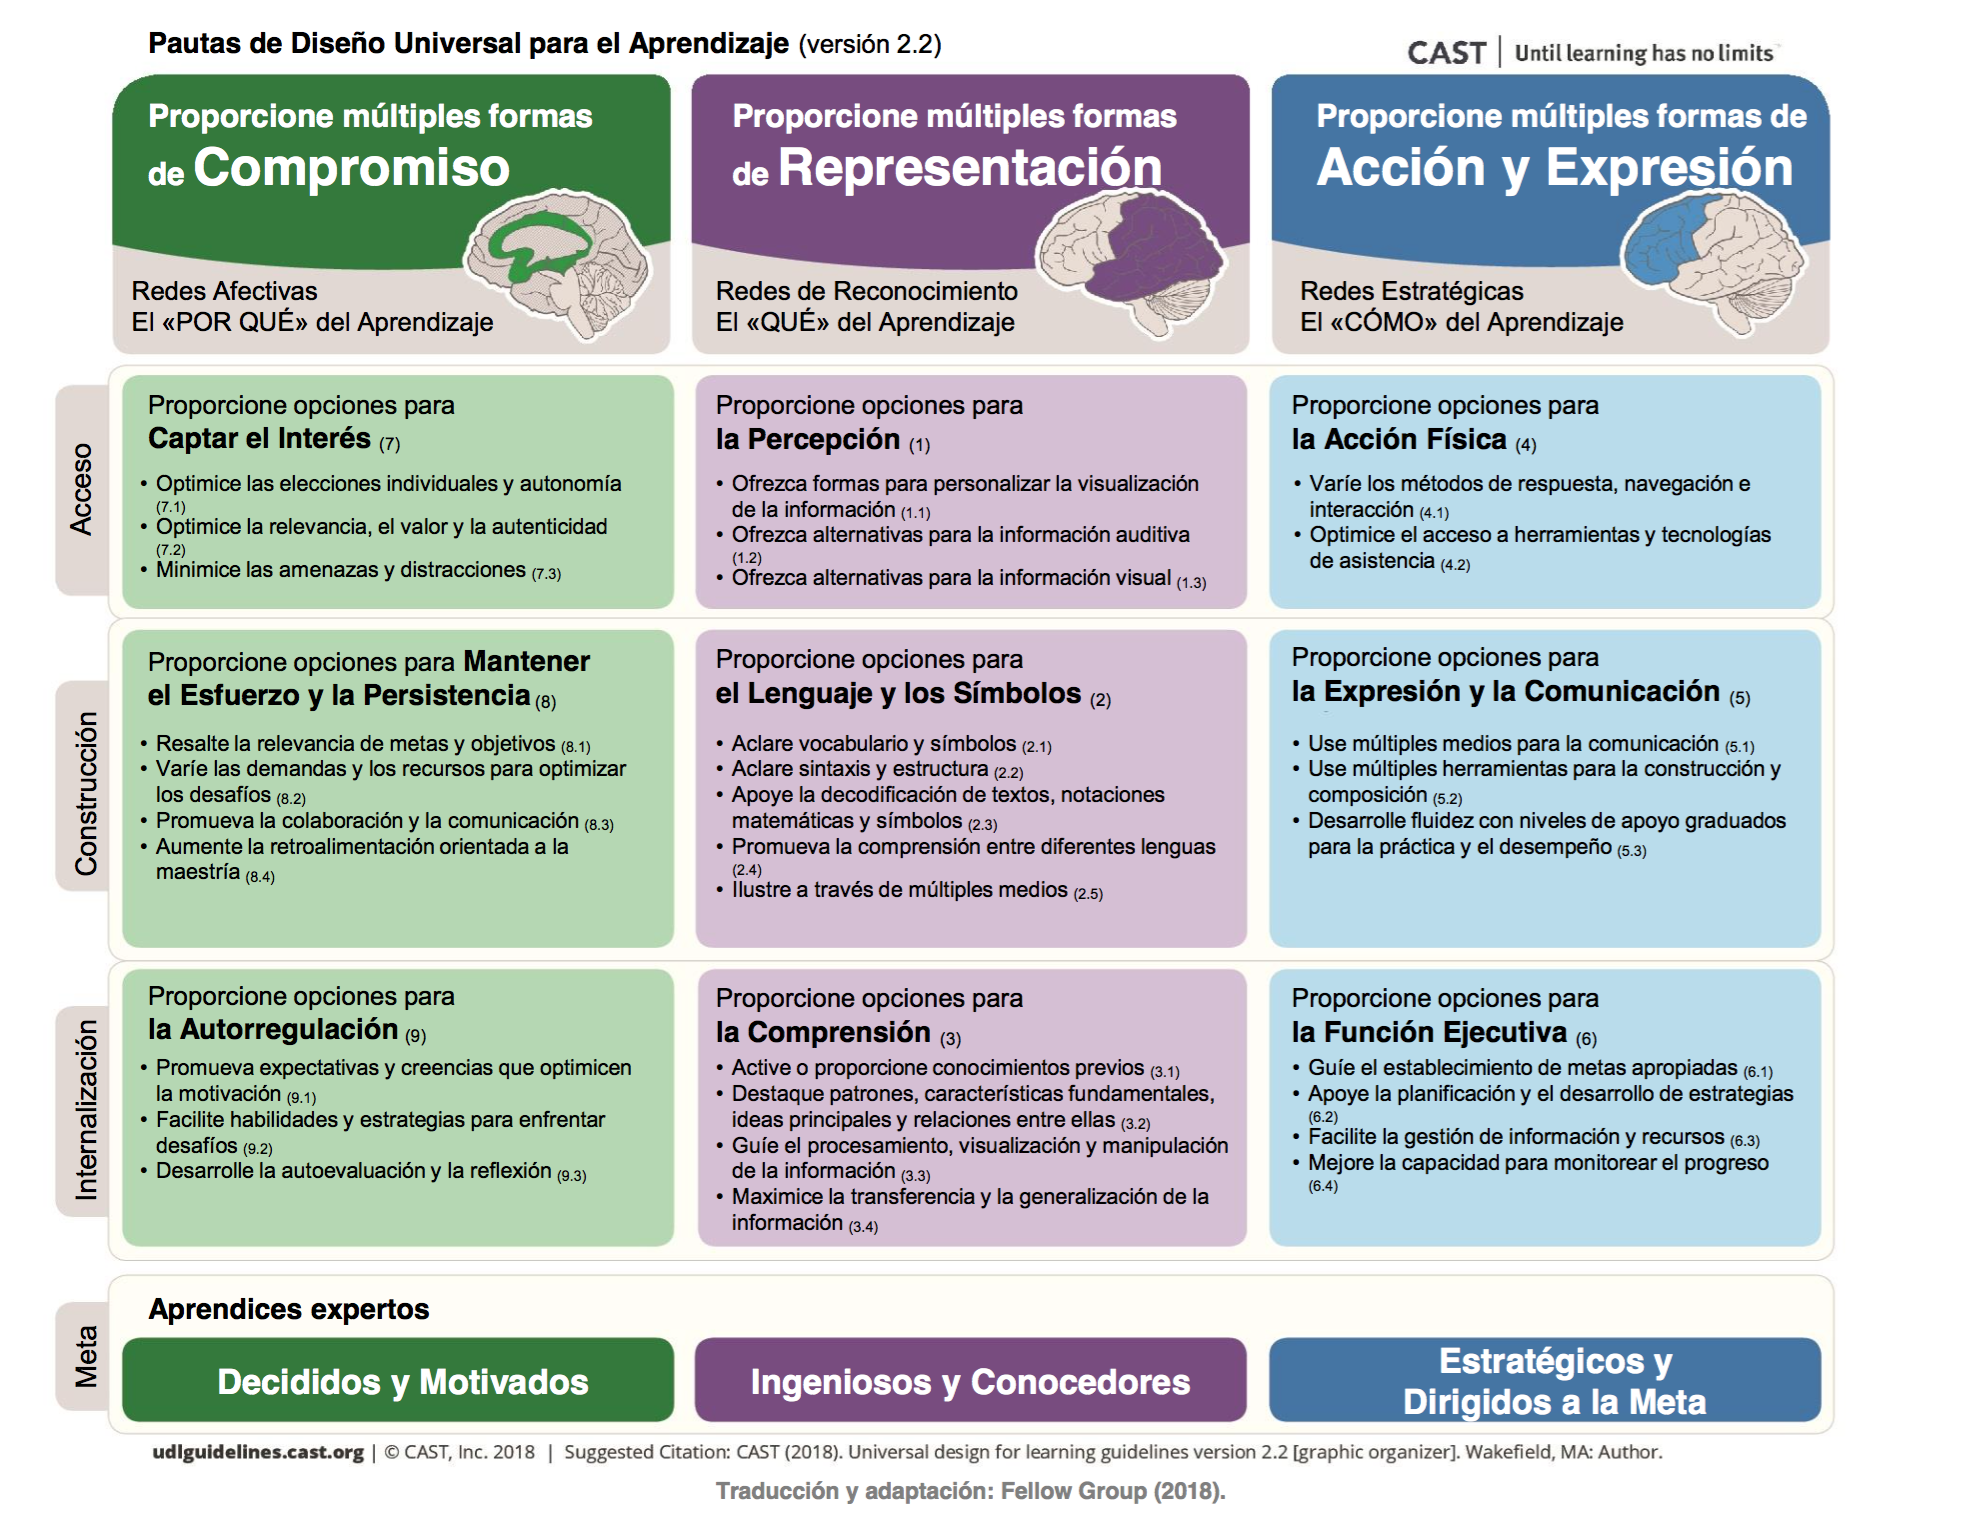 Pautas de Diseño Universal para el Aprendizaje (versión 2.2)
CAST | Until learning has no limits
Proporcione múltiples formas
de Compromiso
Redes Afectivas
El «POR QUÉ» del Aprendizaje
Proporcione múltiples formas
de Representación
Redes de Reconocimiento
El «QUÉ» del Aprendizaje
Proporcione múltiples formas de
Acción y Expresión
Redes Estratégicas
El «CÓMO» del Aprendizaje
Acceso
Proporcione opciones para
Captar el Interés (7)
• Optimice las elecciones individuales y autonomía
(7.1)
• Optimice la relevancia, el valor y la autenticidad
(7.2)
• Minimice las amenazas y distracciones (7.3)
Proporcione opciones para
la Percepción (1)
• Ofrezca formas para personalizar la visualización
de la información (1.1)
• Ofrezca alternativas para la información auditiva
(1.2)
• Ofrezca alternativas para la información visual (1.3)
Proporcione opciones para
la Acción Física (4)
• Varíe los métodos de respuesta, navegación e
interacción (4.1)
• Optimice el acceso a herramientas y tecnologías
de asistencia (4.2)
Construcción
Proporcione opciones para Mantener
el Esfuerzo y la Persistencia (8)
• Resalte la relevancia de metas y objetivos (8.1)
• Varíe las demandas y los recursos para optimizar
los desafíos (8.2)
• Promueva la colaboración y la comunicación (8.3)
• Aumente la retroalimentación orientada a la
maestría (8.4)
Proporcione opciones para
el Lenguaje y los Símbolos (2)
• Aclare vocabulario y símbolos (2.1)
• Aclare sintaxis y estructura (2.2)
• Apoye la decodificación de textos, notaciones
matemáticas y símbolos (2.3)
• Promueva la comprensión entre diferentes lenguas
(2.4)
• Ilustre a través de múltiples medios (2.5)
Proporcione opciones para
la Expresión y la Comunicación (5)
• Use múltiples medios para la comunicación (5.1)
• Use múltiples herramientas para la construcción y
composición (5.2)
• Desarrolle fluidez con niveles de apoyo graduados
para la práctica y el desempeño (5.3)
Internalización
Proporcione opciones para
la Autorregulación (9)
• Promueva expectativas y creencias que optimicen
la motivación (9.1)
• Facilite habilidades y estrategias para enfrentar
desafíos (9.2)
• Desarrolle la autoevaluación y la reflexión (9.3)
Proporcione opciones para
la Comprensión (3)
• Active o proporcione conocimientos previos (3.1)
• Destaque patrones, características fundamentales,
ideas principales y relaciones entre ellas (3.2)
• Guíe el procesamiento, visualización y manipulación
de la información (3.3)
• Maximice la transferencia y la generalización de la
información (3.4)
Proporcione opciones para
la Función Ejecutiva (6)
• Guíe el establecimiento de metas apropiadas (6.1)
• Apoye la planificación y el desarrollo de estrategias
(6.2)
• Facilite la gestión de información y recursos (6.3)
• Mejore la capacidad para monitorear el progreso
(6.4)
Meta
Aprendices expertos
Decididos y Motivados
Ingeniosos y Conocedores
Estratégicos y
Dirigidos a la Meta
udlguidelines.cast.org | © CAST, Inc. 2018 | Suggested Citation: CAST (2018). Universal design for learning guidelines version 2.2 [graphic organizer]. Wakefield, MA: Author.
Traducción y adaptación: Fellow Group (2018).